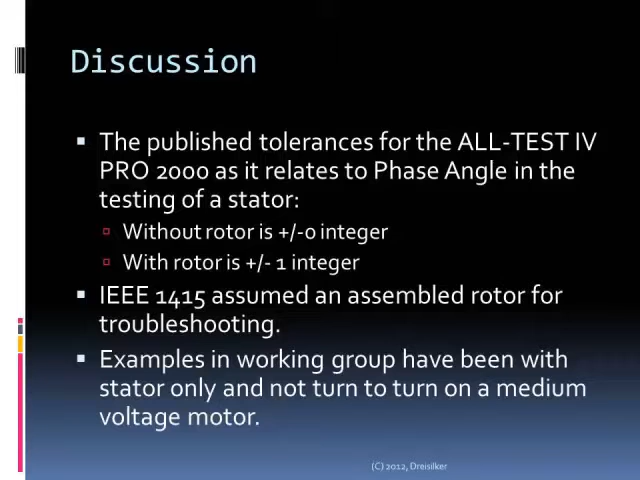 Discussion
The published tolerances for the ALL-TEST IV
PRO 2000 as it relates to Phase Angle in the
testing of a stator:
Without rotor is +/-0 integer
With rotor is +/- 1 integer
IEEE 1415 assumed an assembled rotor for
troubleshooting.
Examples in working group have been with
stator only and not turn to turn on a medium
voltage motor.
(C) 2012, Dreisilker